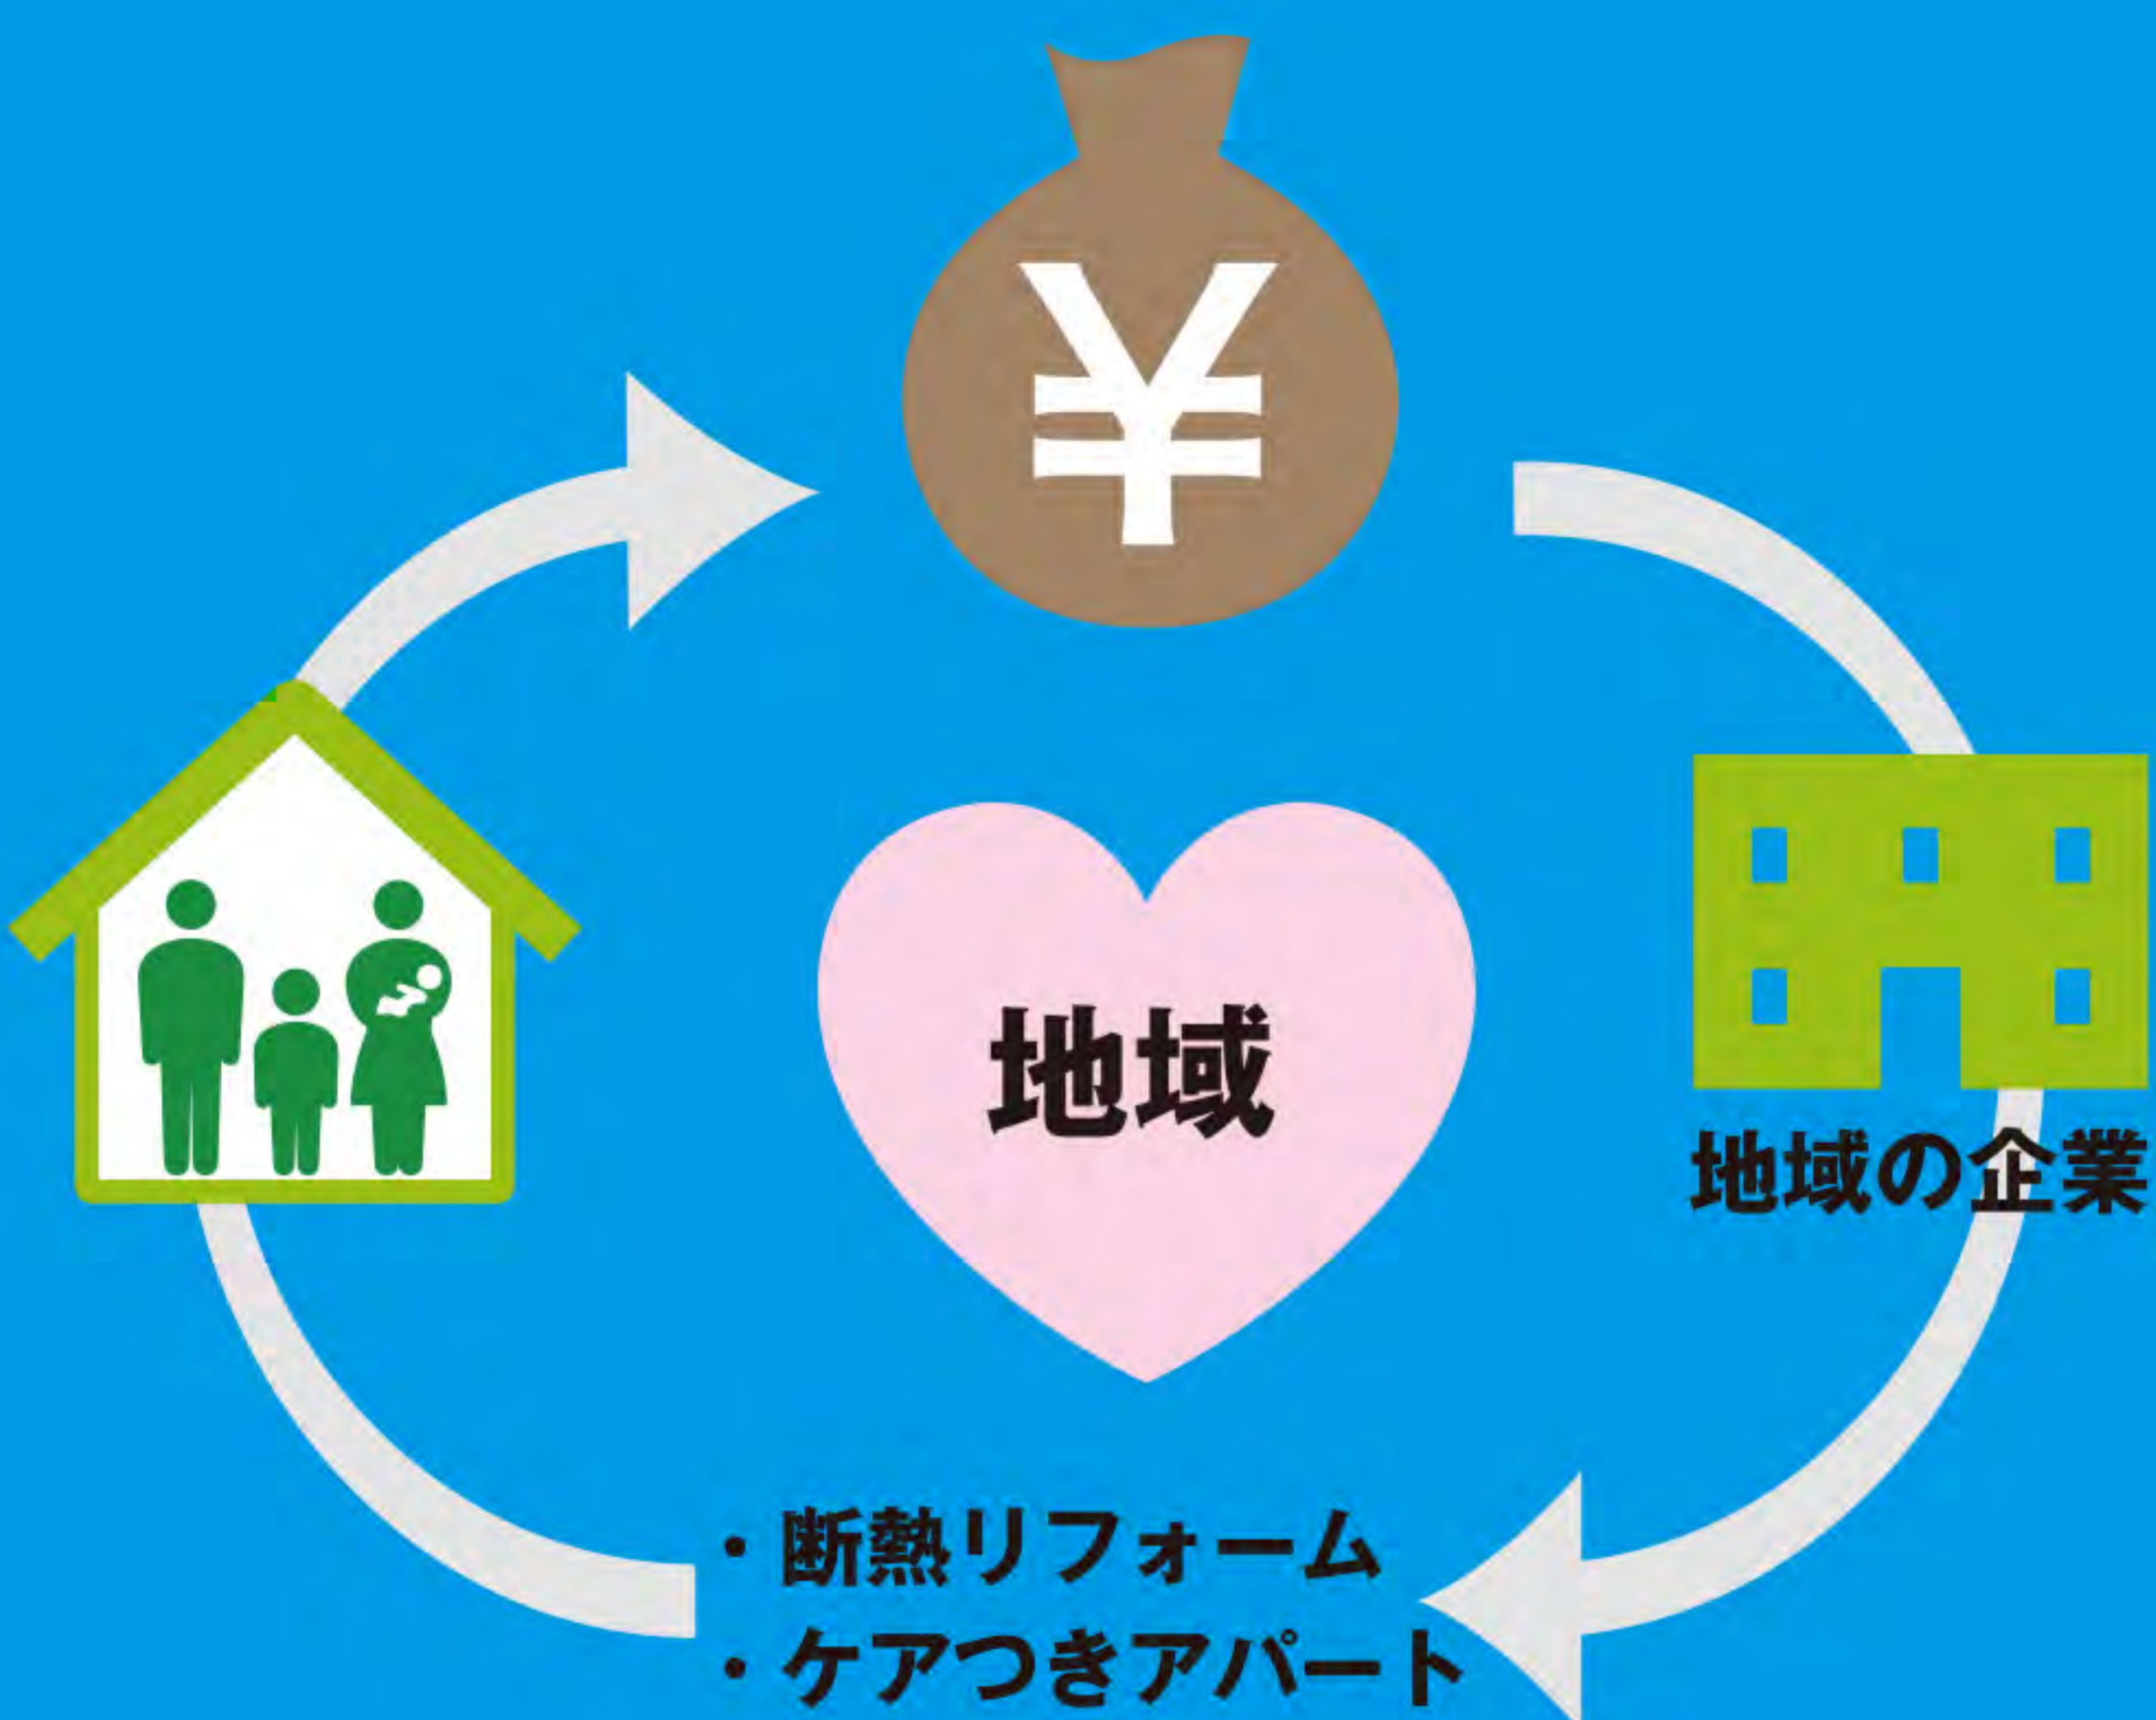 ¥
地域
地域の企業
・断熱リフォーム
・ケアつきアパート